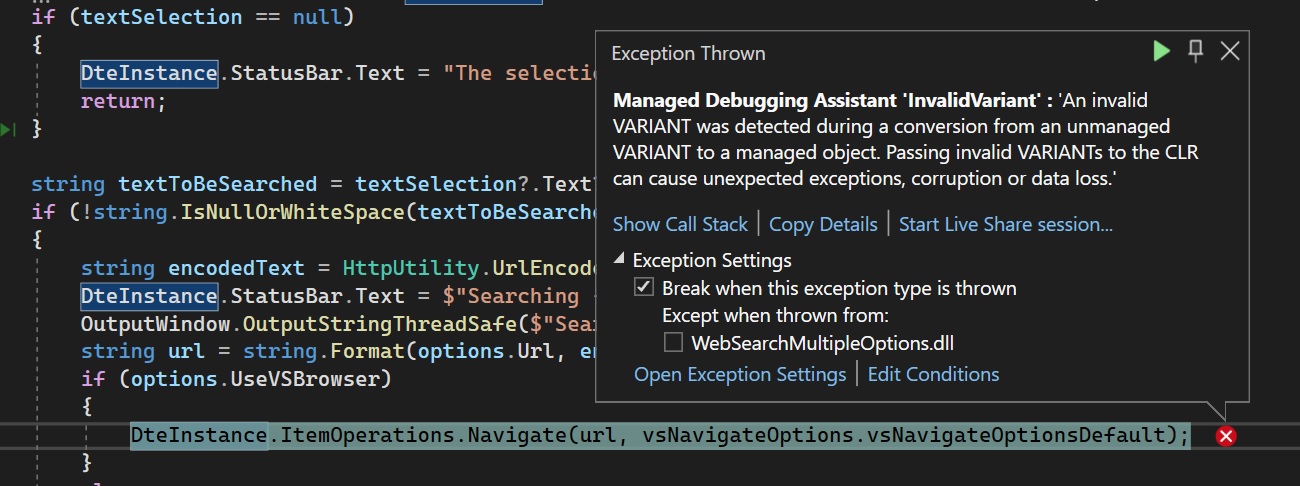 if (textSelection == null)
{
DteInstance.StatusBar.Text = "The selectio
return;
}
string textToBeSearched = textSelection?.Text
if (!string.IsNullOrWhiteSpace(textToBeSearche
{
string encodedText = HttpUtility.UrlEncode
DteInstance.StatusBar.Text = $"Searching
OutputWindow.OutputStringThreadSafe($"Sear
string url = string.Format(options.Url, en
if (options.UseVSBrowser)
{
DteInstance.ItemOperations.Navigate(url, vsNavigateOptions.vsNavigateOptionsDefault);
}
Exception Thrown
Managed Debugging Assistant 'InvalidVariant' : 'An invalid
VARIANT was detected during a conversion from an unmanaged
VARIANT to a managed object. Passing invalid VARIANTs to the CLR
can cause unexpected exceptions, corruption or data loss.'
Show Call Stack | Copy Details | Start Live Share session...
Exception Settings
Break when this exception type is thrown
Except when thrown from:
WebSearchMultipleOptions.dll
Open Exception Settings | Edit Conditions